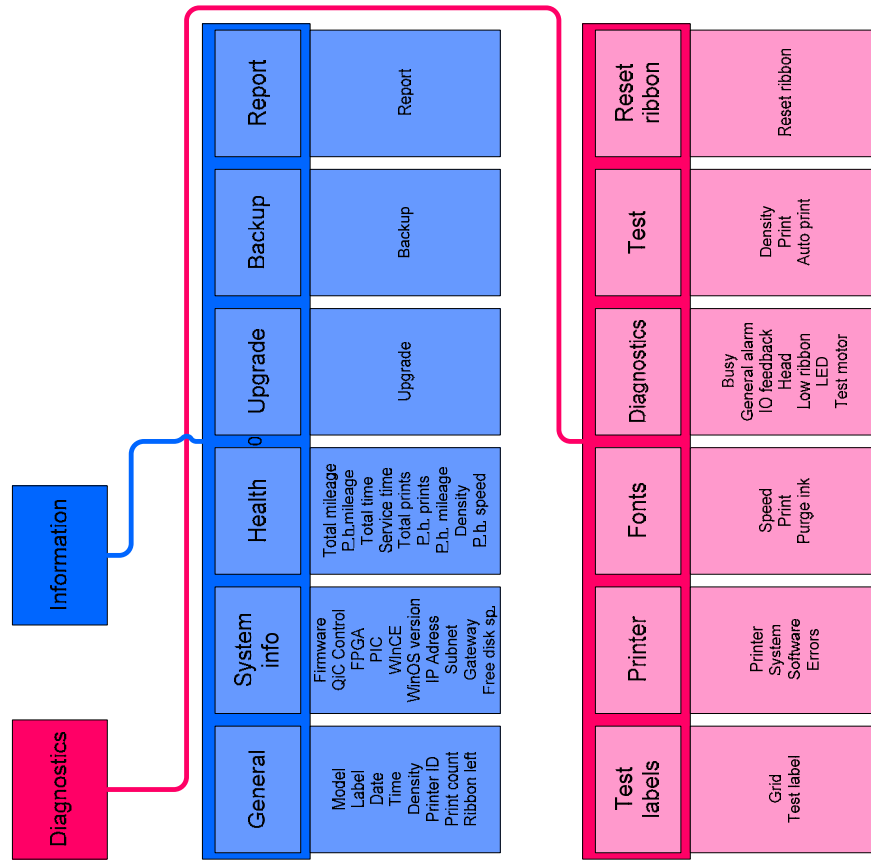 Diagnostics
Information
General
Model
Label
Date
Time
Density
Printer ID
Print count
Ribbon left
System
info
Firmware
QiC Control
FPGA
PIC
WInCE
WinOS version
IP Adress
Subnet
Gateway
Free disk sp.
Health
Total mileage
P.h.mileage
Total time
Service time
Total prints
P.h. prints
P.h. mileage
Density
P.h. speed
0
Upgrade
Upgrade
Backup
Backup
Report
Report
Test
labels
Grid
Test label
Printer
Printer
System
Software
Errors
Fonts
Speed
Print
Purge ink
Diagnostics
Busy
General alarm
IO feedback
Head
Low ribbon
LED
Test motor
Test
Density
Print
Auto print
Reset
ribbon
Reset ribbon